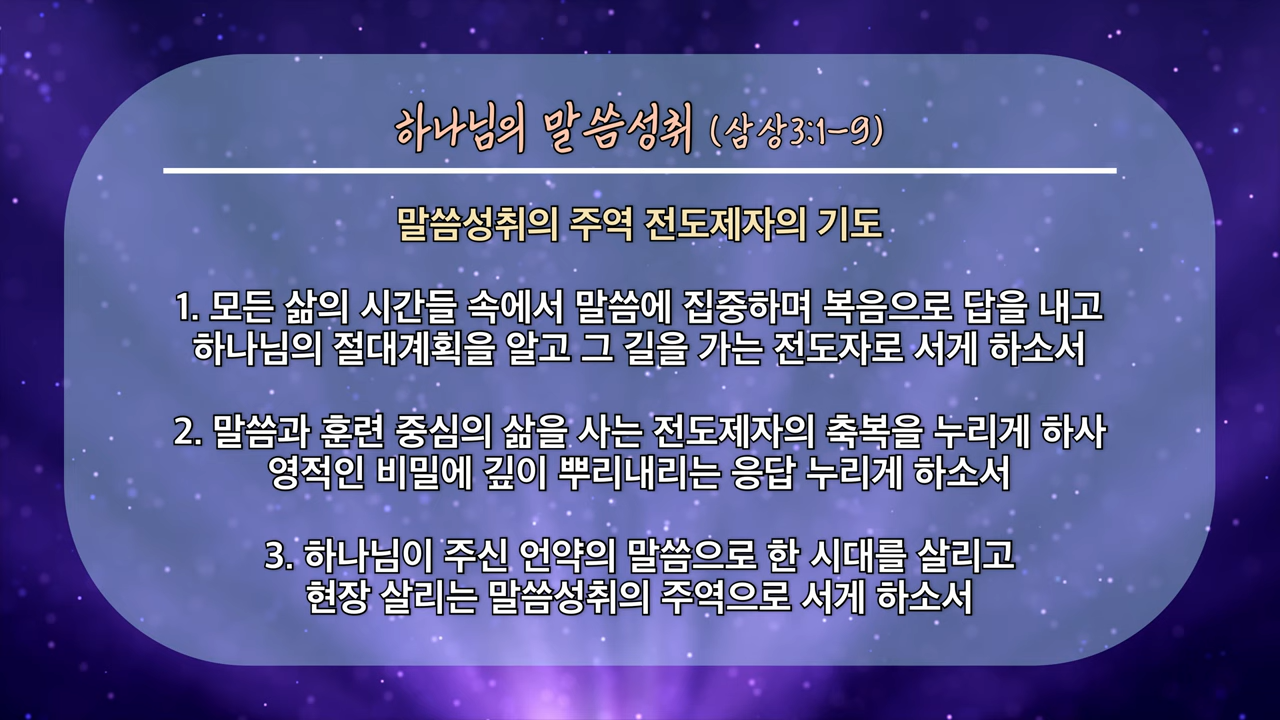 하나님의 말씀성취 (삼상3:1-9)
말씀성취의 주역 전도제자의 기도
1. 모든 삶의 시간들 속에서 말씀에 집중하며 복음으로 답을 내고
하나님의 절대계획을 알고 그 길을 가는 전도자로 서게 하소서
2. 말씀과 훈련 중심의 삶을 사는 전도제자의 축복을 누리게 하사
영적인 비밀에 깊이 뿌리내리는 응답 누리게 하소서
3. 하나님이 주신 언약의 말씀으로 한 시대를 살리고
현장 살리는 말씀성취의 주역으로 서게 하소서